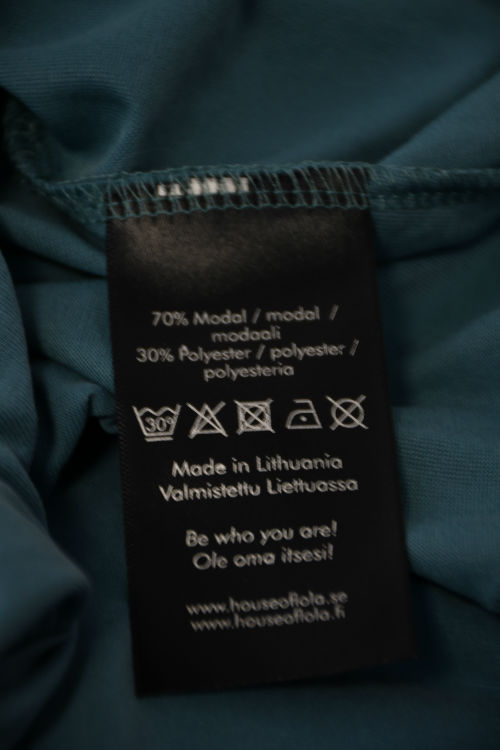 70% Modal / modal /
modaali
30% Polyester / polyester /
polyesteria
30°
Made in Lithuania
Valmistettu Liettuassa
Be who you are!
Ole oma itsesi!
www.houseoflola.se
www.houseoflola.fi